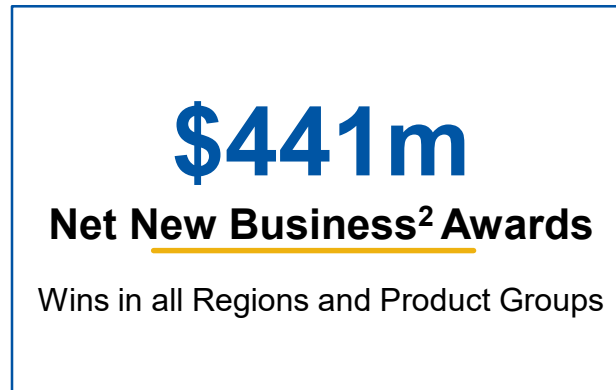 $441m
Net New Business² Awards
Wins in all Regions and Product Groups